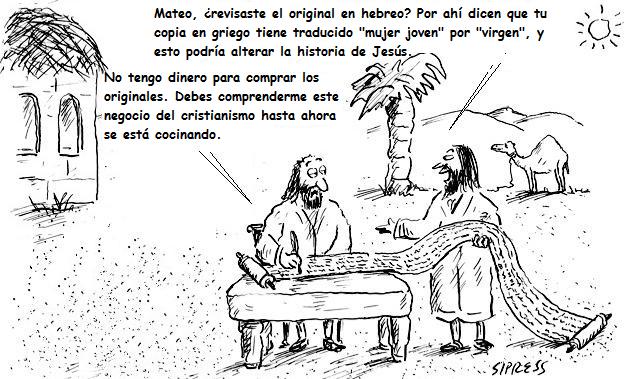 Mateo, ¿revisaste el original en hebreo? Por ahí dicen que tu
copia en griego tiene traducido "mujer joven" por "virgen", y
esto podría alterar la historia de Jesús.
No tengo dinero para comprar los
originales. Debes comprenderme este
negocio del cristianismo hasta ahora
se está cocinando.
SIPRESS